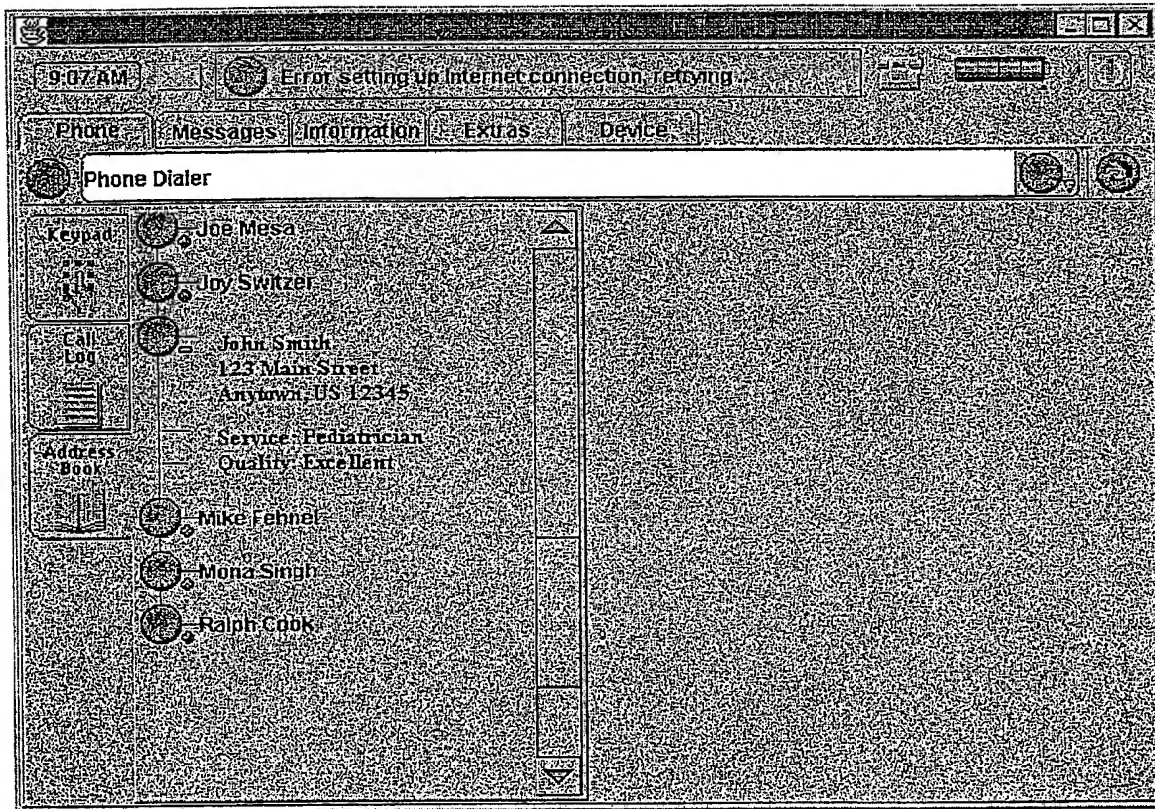 9:07 AM
Error setting up Internet connection, retrying...
Phone Messages Information Extras Device
Phone Dialer
Keypad
Call Log
Address Book
Joe Mesa
Joy Switzer
John Smith
123 Main Street
Anytown, US 12345
Service: Pediatrician
Quality: Excellent
Mike Fehnel
Mona Singh
Ralph Cook